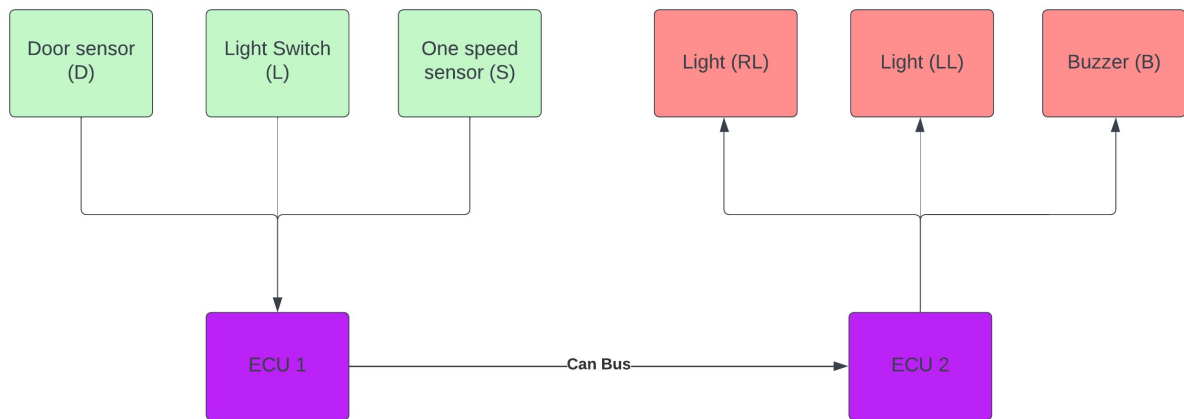 Door sensor
(D)
Light Switch
(L)
One speed
sensor (S)
Light (RL)
Light (LL)
Buzzer (B)
ECU 1
Can Bus
ECU 2